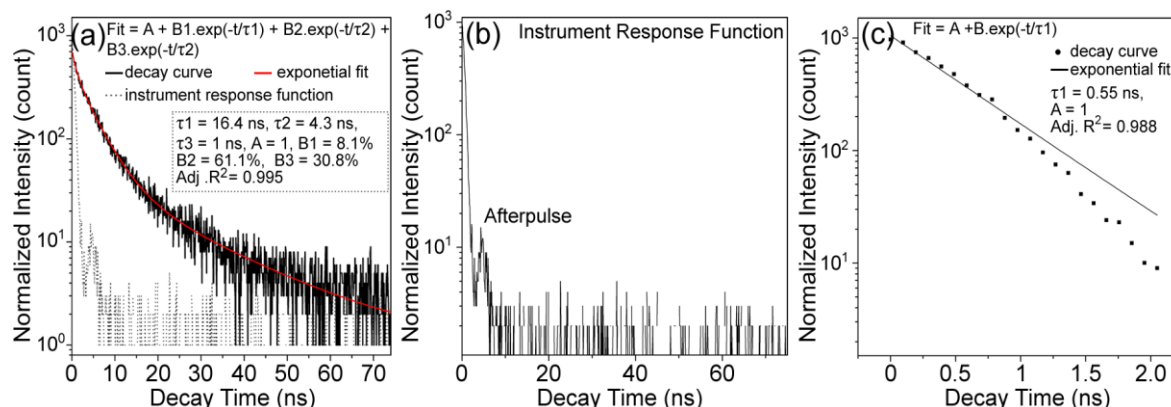 (a)
Fit = A + B1.exp(-t/τ1) + B2.exp(-t/τ2) +
B3.exp(-t/τ2)
decay curve
exponetial fit
instrument response function
τ1 = 16.4 ns, τ2 = 4.3 ns,
τ3 = 1 ns, A = 1, B1 = 8.1%
B2 = 61.1%, B3 = 30.8%
Adj .R²= 0.995
Normalized Intensity (count)
10³
10²
10¹
10⁰
0 10 20 30 40 50 60 70
Decay Time (ns)
(b)
Instrument Response Function
Afterpulse
Normalized Intensity (count)
10³
10²
10¹
0 20 40 60
Decay Time (ns)
(c)
Fit = A +B.exp(-t/τ1)
decay curve
exponential fit
τ1 = 0.55 ns,
A = 1
Adj. R²= 0.988
Normalized Intensity (count)
10³
10²
10¹
0 0.5 1 1.5 2.0
Decay Time (ns)